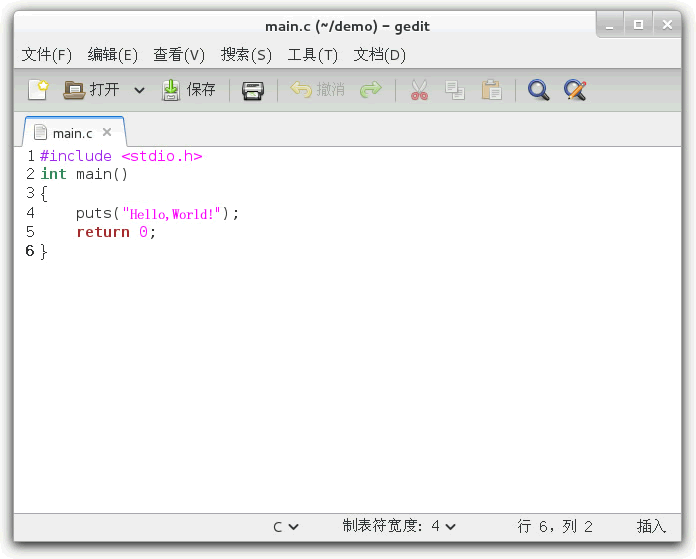 main.c (~/demo) – gedit
文件(F) 编辑(E) 查看(V) 搜索(S) 工具(T) 文档(D)
打开 保存 撤消
main.c
1 #include <stdio.h>
2 int main()
3 {
4     puts("Hello,World!");
5     return 0;
6 }
C 制表符宽度: 4 行 6, 列 2 插入